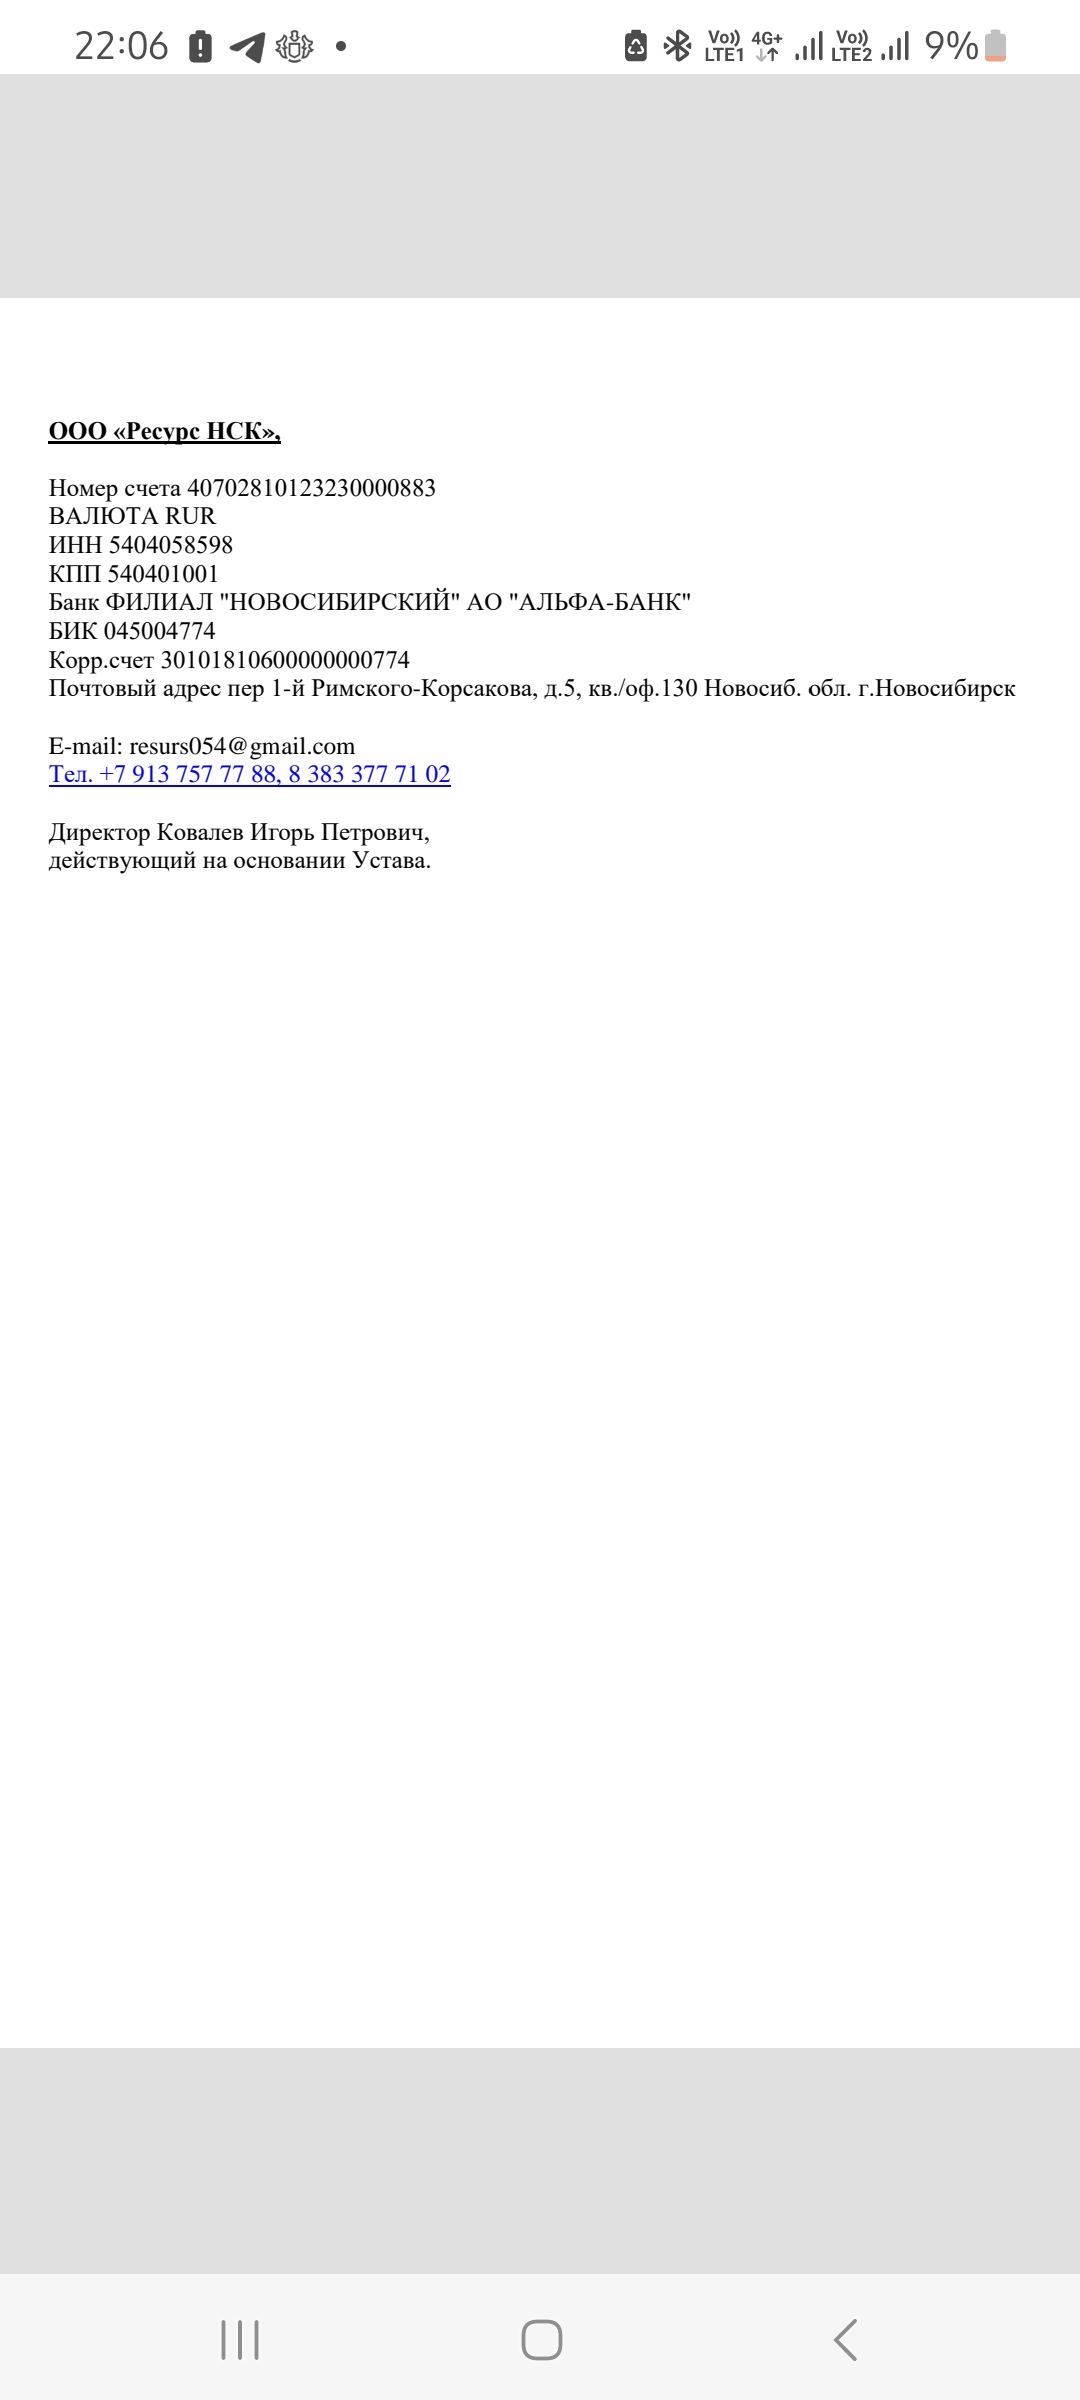 22:06
Vo)) LTE1 4G+ Vo)) LTE2 9%
ООО «Ресурс НСК»,
Номер счета 40702810123230000883
ВАЛЮТА RUR
ИНН 5404058598
КПП 540401001
Банк ФИЛИАЛ "НОВОСИБИРСКИЙ" АО "АЛЬФА-БАНК"
БИК 045004774
Корр.счет 30101810600000000774
Почтовый адрес пер 1-й Римского-Корсакова, д.5, кв./оф.130 Новосиб. обл. г.Новосибирск
E-mail: resurs054@gmail.com
Тел. +7 913 757 77 88, 8 383 377 71 02
Директор Ковалев Игорь Петрович,
действующий на основании Устава.